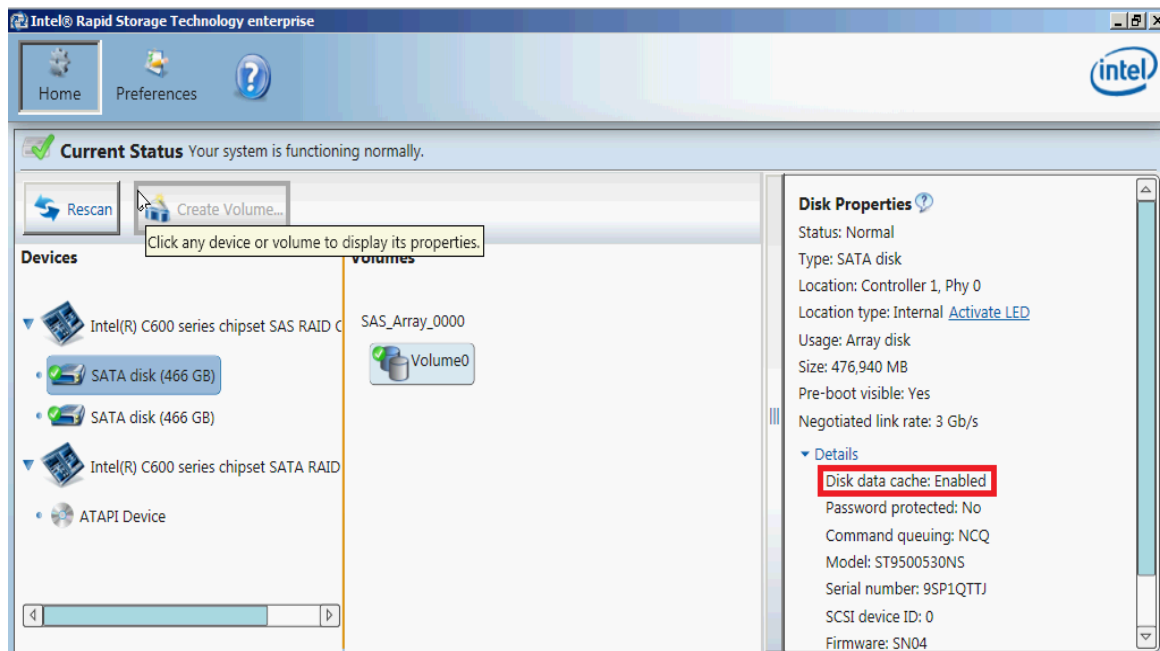 Intel® Rapid Storage Technology enterprise
Home
Preferences
?
intel
Current Status Your system is functioning normally.
Rescan
Create Volume...
Click any device or volume to display its properties.
Devices
Volumes
Intel(R) C600 series chipset SAS RAID C
SATA disk (466 GB)
SATA disk (466 GB)
Intel(R) C600 series chipset SATA RAID
ATAPI Device
SAS_Array_0000
Volume0
Disk Properties ?
Status: Normal
Type: SATA disk
Location: Controller 1, Phy 0
Location type: Internal Activate LED
Usage: Array disk
Size: 476,940 MB
Pre-boot visible: Yes
Negotiated link rate: 3 Gb/s
Details
Disk data cache: Enabled
Password protected: No
Command queuing: NCQ
Model: ST9500530NS
Serial number: 9SP1QTTJ
SCSI device ID: 0
Firmware: SN04